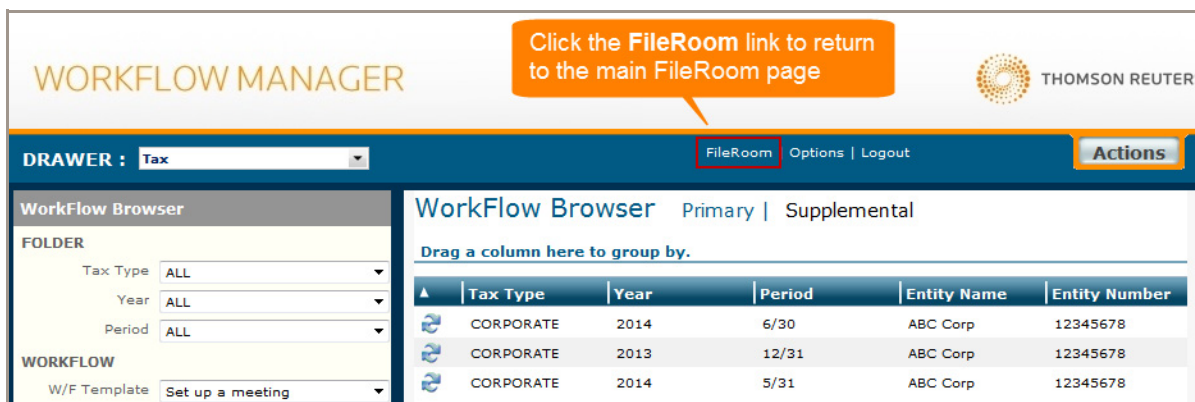 Click the FileRoom link to return
to the main FileRoom page
WORKFLOW MANAGER
THOMSON REUTER
DRAWER : Tax
FileRoom Options | Logout
Actions
WorkFlow Browser
FOLDER
Tax Type ALL
Year ALL
Period ALL
WORKFLOW
W/F Template Set up a meeting
WorkFlow Browser Primary | Supplemental
Drag a column here to group by.
Tax Type Year Period Entity Name Entity Number
CORPORATE 2014 6/30 ABC Corp 12345678
CORPORATE 2013 12/31 ABC Corp 12345678
CORPORATE 2014 5/31 ABC Corp 12345678